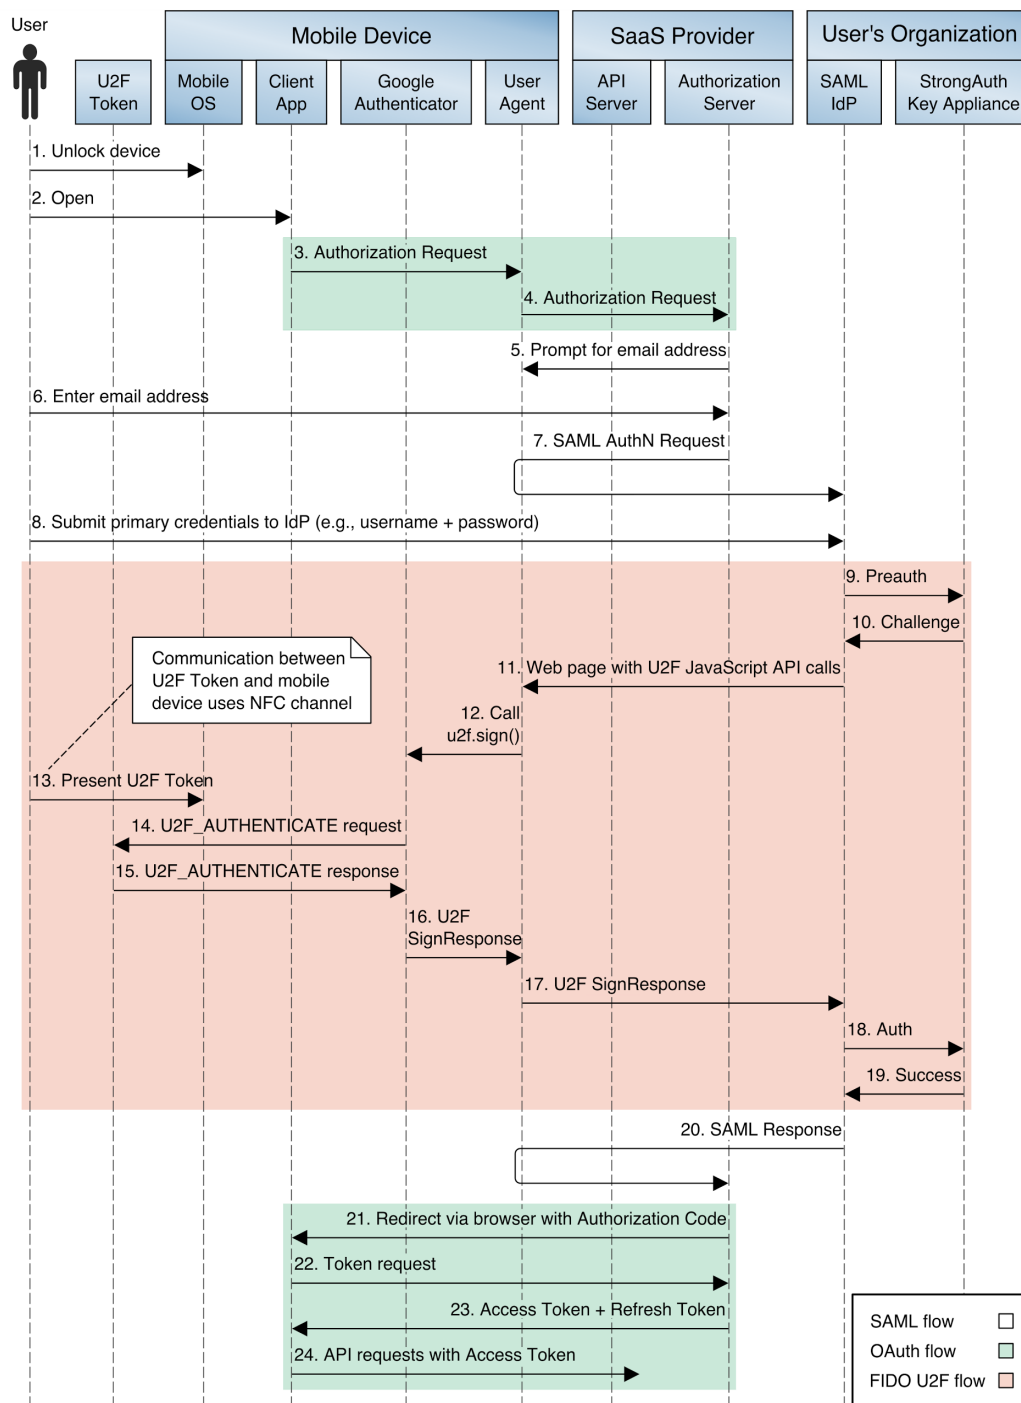 User
Mobile Device
SaaS Provider
User's Organization
U2F
Token
Mobile
OS
Client
App
Google
Authenticator
User
Agent
API
Server
Authorization
Server
SAML
IdP
StrongAuth
Key Appliance
1. Unlock device
2. Open
3. Authorization Request
4. Authorization Request
5. Prompt for email address
6. Enter email address
7. SAML AuthN Request
8. Submit primary credentials to IdP (e.g., username + password)
9. Preauth
10. Challenge
11. Web page with U2F JavaScript API calls
Communication between
U2F Token and mobile
device uses NFC channel
12. Call
u2f.sign()
13. Present U2F Token
14. U2F_AUTHENTICATE request
15. U2F_AUTHENTICATE response
16. U2F
SignResponse
17. U2F SignResponse
18. Auth
19. Success
20. SAML Response
21. Redirect via browser with Authorization Code
22. Token request
23. Access Token + Refresh Token
24. API requests with Access Token
SAML flow
OAuth flow
FIDO U2F flow